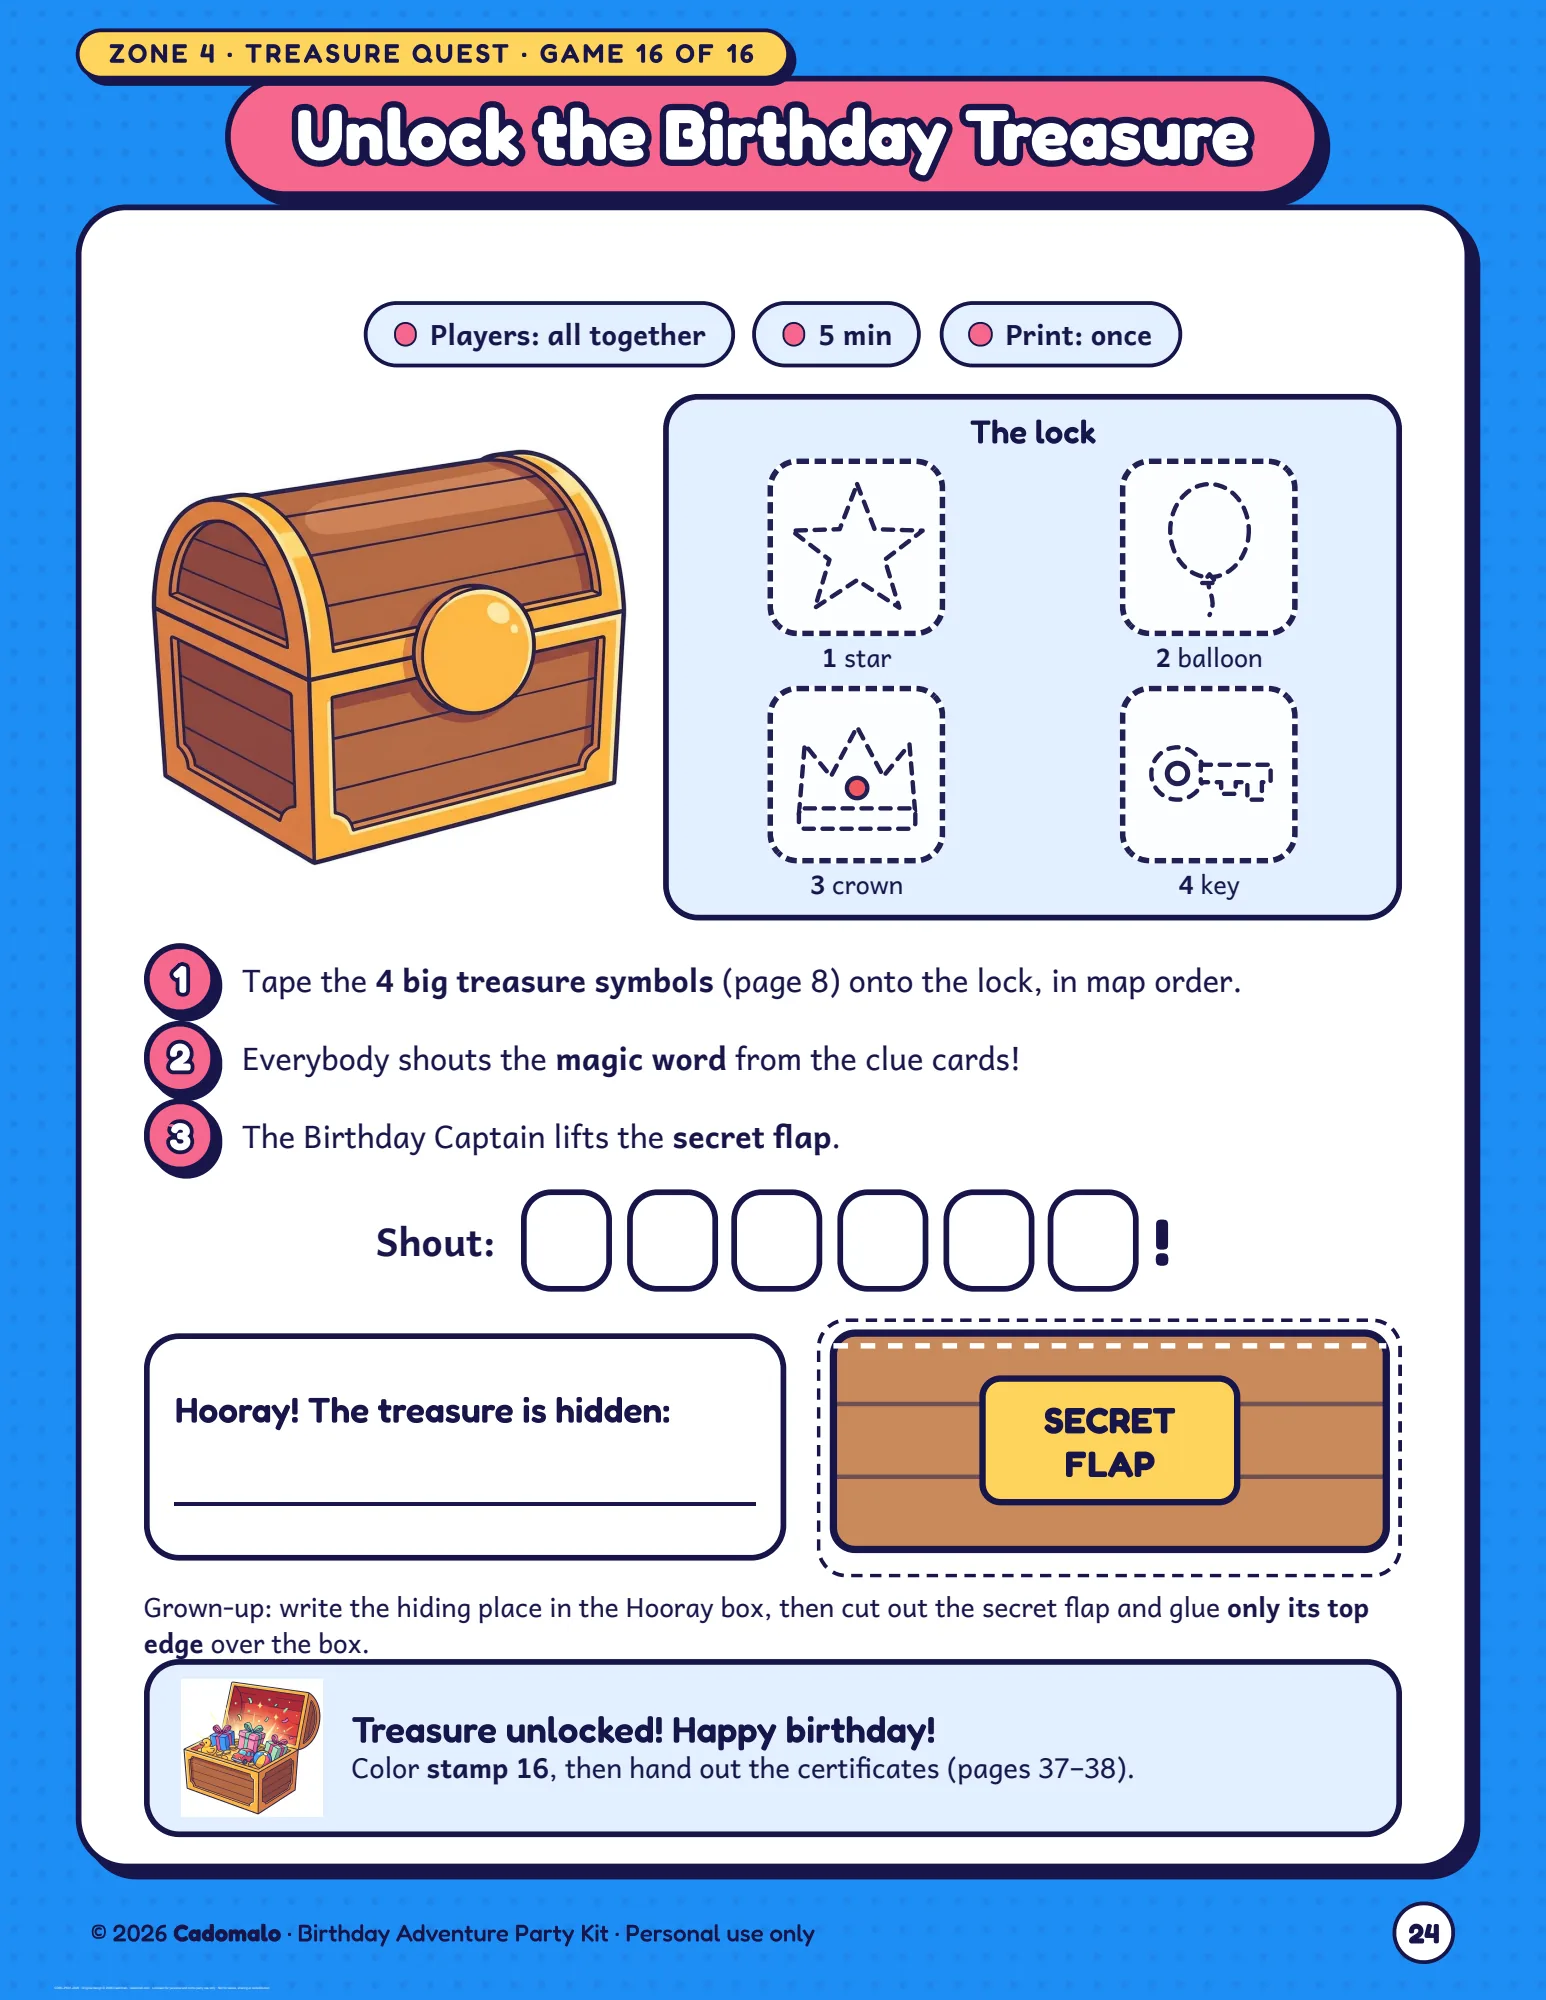 ZONE 4 · TREASURE QUEST · GAME 16 OF 16
Unlock the Birthday Treasure
Players: all together
5 min
Print: once
The lock
1 star
2 balloon
3 crown
4 key
1 Tape the 4 big treasure symbols (page 8) onto the lock, in map order.
2 Everybody shouts the magic word from the clue cards!
3 The Birthday Captain lifts the secret flap.
Shout: !
Hooray! The treasure is hidden:
SECRET
FLAP
Grown-up: write the hiding place in the Hooray box, then cut out the secret flap and glue only its top
edge over the box.
Treasure unlocked! Happy birthday!
Color stamp 16, then hand out the certificates (pages 37–38).
© 2026 Cadomalo · Birthday Adventure Party Kit · Personal use only
24